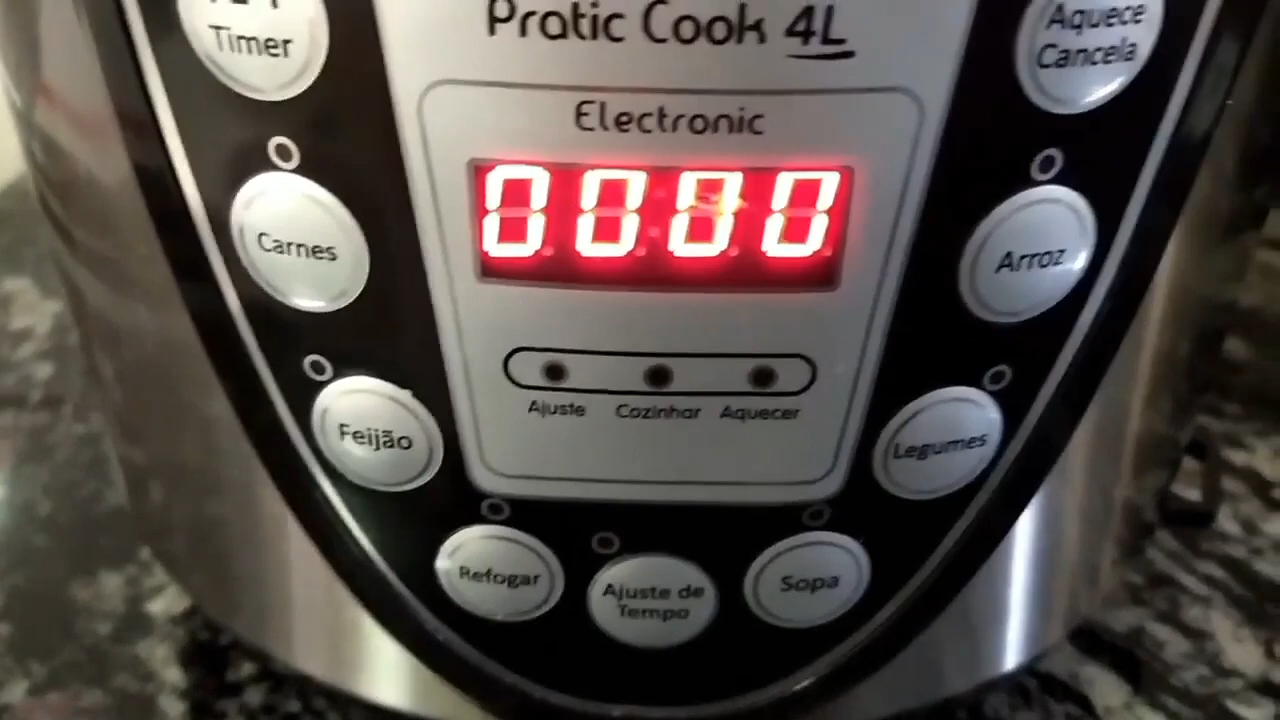 Pratic Cook 4L
Timer
Aquece
Cancela
Electronic
0000
Carnes
Arroz
Ajuste Cozinhar Aquecer
Feijão
Legumes
Refogar
Ajuste de
Tempo
Sopa